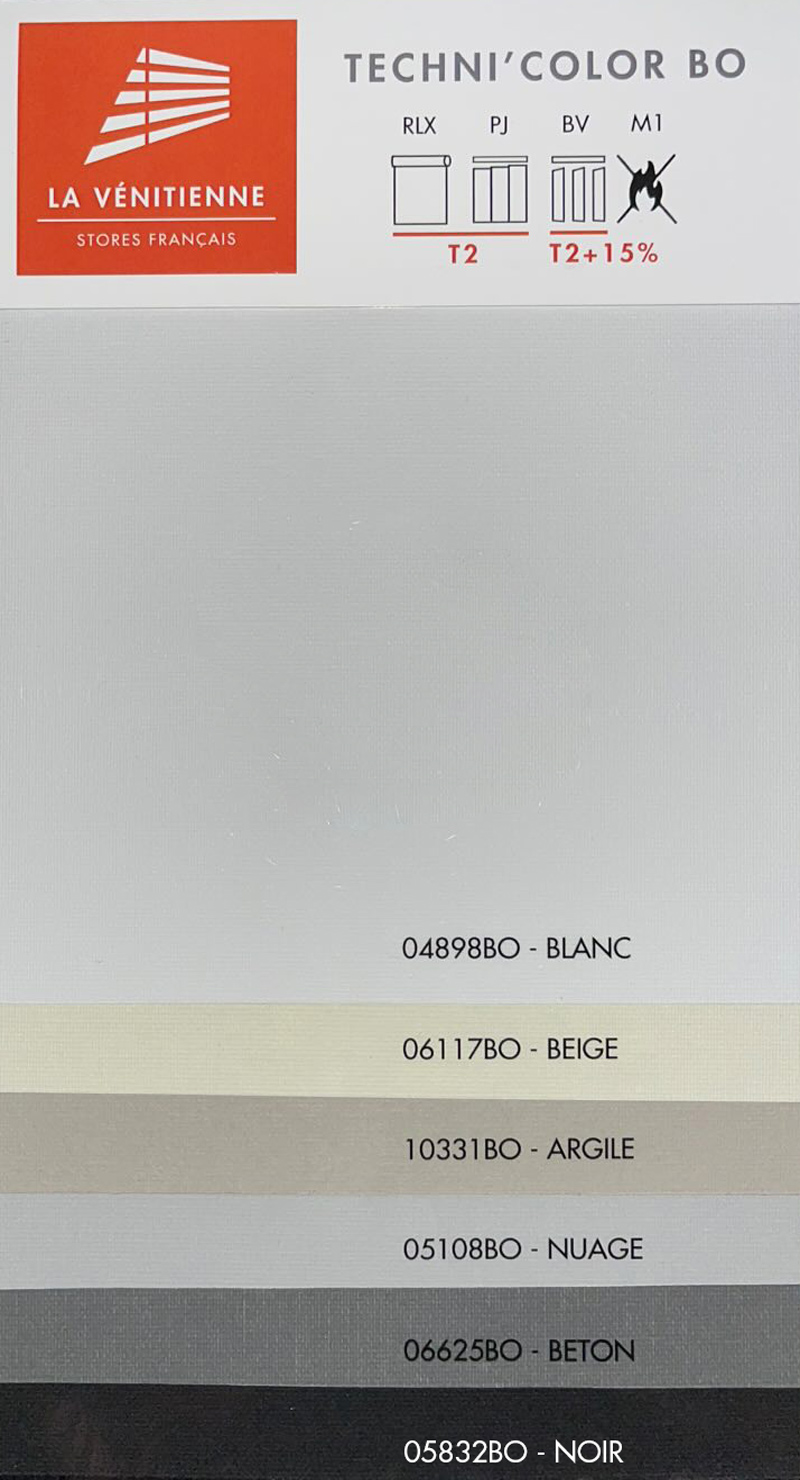 TECHNI'COLOR BO
RLX PJ BV M1
LA VÉNITIENNE
STORES FRANÇAIS
T2 T2+15%
04898BO - BLANC
06117BO - BEIGE
10331BO - ARGILE
05108BO - NUAGE
06625BO - BETON
05832BO - NOIR